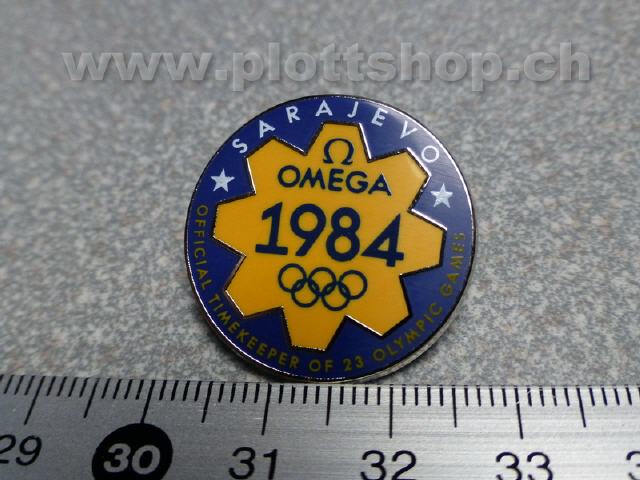 www.plottshop.ch
SARAJEVO
Ω
OMEGA
1984
OFFICIAL TIMEKEEPER OF 23 OLYMPIC GAMES
29 30 31 32 33